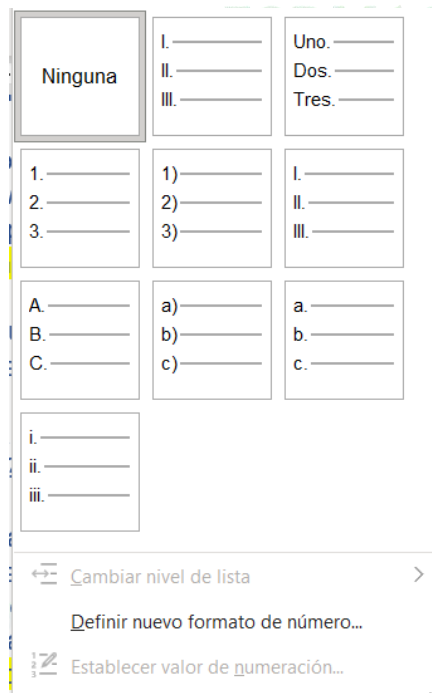 Ninguna
I.
II.
III.
Uno.
Dos.
Tres.
1.
2.
3.
1)
2)
3)
I.
II.
III.
A.
B.
C.
a)
b)
c)
a.
b.
c.
i.
ii.
iii.
Cambiar nivel de lista
Definir nuevo formato de número...
Establecer valor de numeración...